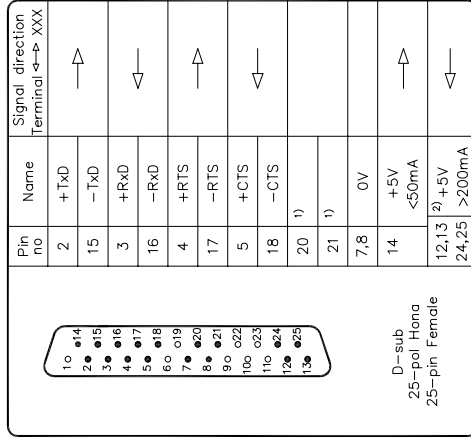 Pin no Name Signal direction
Terminal ↔ XXX
2 +TxD →
15 -TxD
3 +RxD ←
16 -RxD
4 +RTS →
17 -RTS
5 +CTS ←
18 -CTS
20 1)
21 1)
7,8 0V
14 +5V →
<50mA
12,13 2) +5V ←
24,25 >200mA
1 14
2 15
3 16
4 17
5 18
6 19
7 20
8 21
9 22
10 23
11 24
12 25
13
D-sub
25-pol Hona
25-pin Female